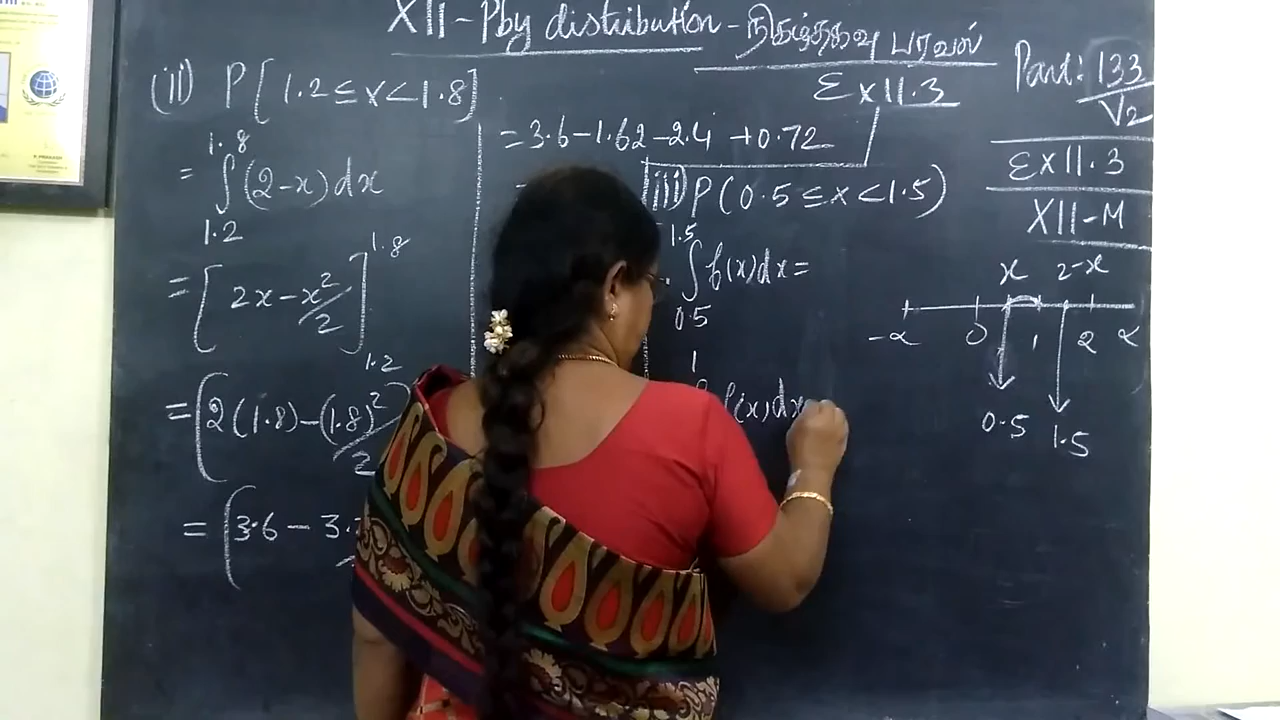 XII - Pby distribution - நிகழ்தகவு பரவல்
Ex 11.3
Part: 133
V2
Ex 11.3
XII-M
(ii) P[1.2 ≤ x < 1.8]
= ∫ (2-x) dx
1.8
1.2
= [2x - x²/2]
1.8
1.2
= (2(1.8) - (1.8)²/2
= (3.6 - 3.
= 3.6 - 1.62 - 2.4 + 0.72
(iii) P(0.5 ≤ x < 1.5)
1.5
∫ f(x) dx =
0.5
1
f(x) dx
x 2-x
-α 0 1 2 α
0.5 1.5